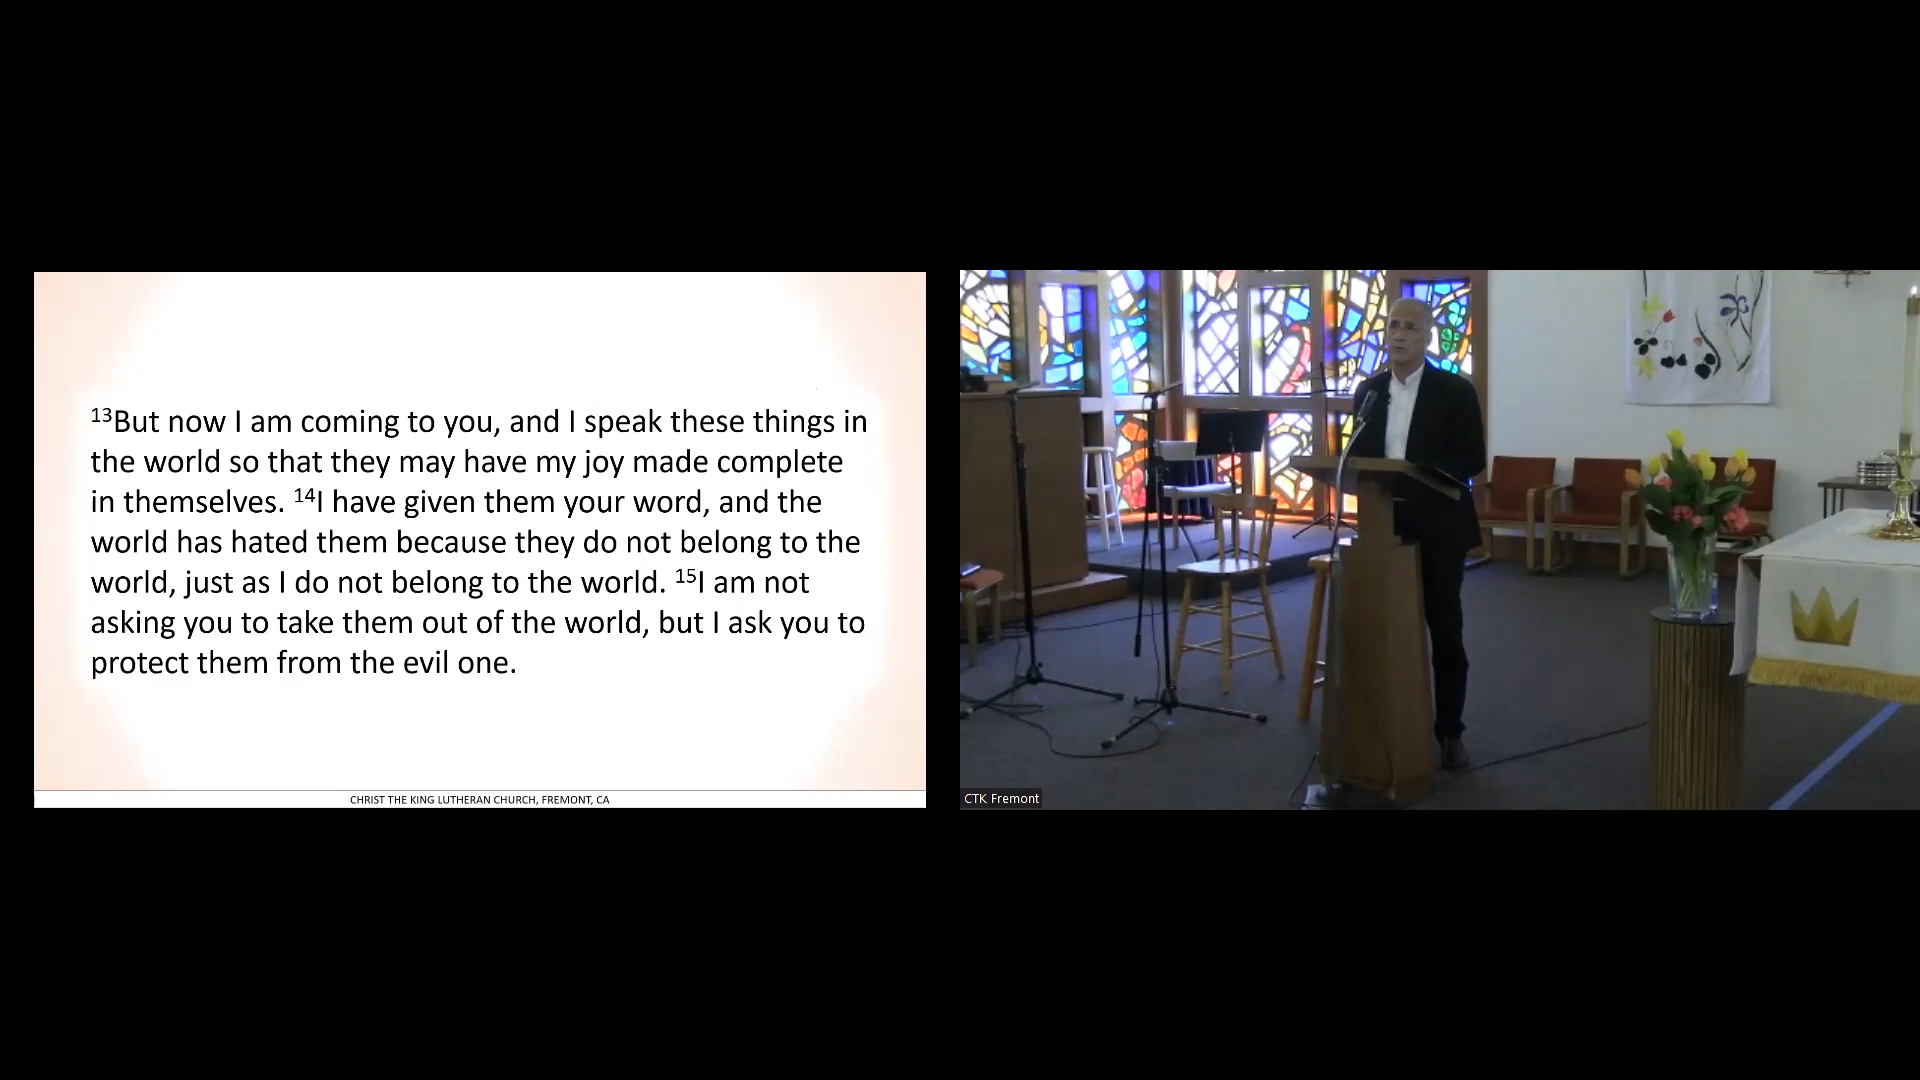 ¹³But now I am coming to you, and I speak these things in
the world so that they may have my joy made complete
in themselves. ¹⁴I have given them your word, and the
world has hated them because they do not belong to the
world, just as I do not belong to the world. ¹⁵I am not
asking you to take them out of the world, but I ask you to
protect them from the evil one.
CHRIST THE KING LUTHERAN CHURCH, FREMONT, CA
CTK Fremont